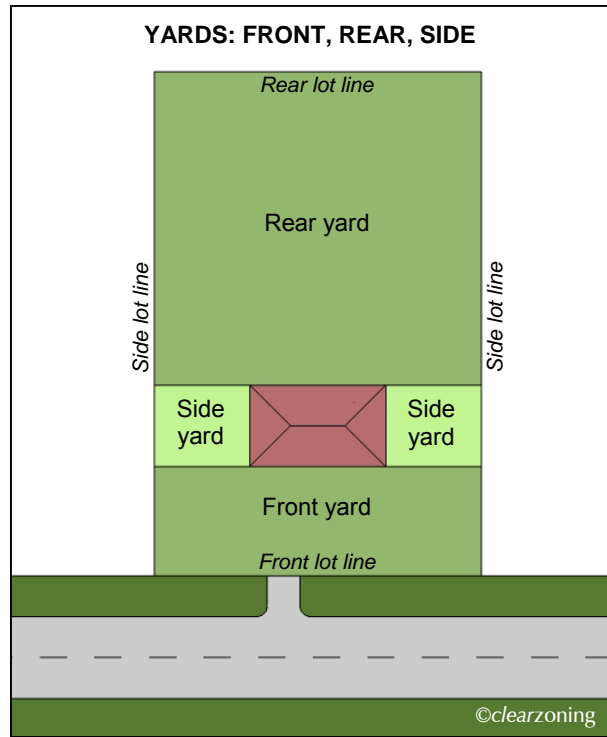 YARDS: FRONT, REAR, SIDE
Rear lot line
Rear yard
Side lot line
Side lot line
Side
yard
Side
yard
Front yard
Front lot line
©clearzoning